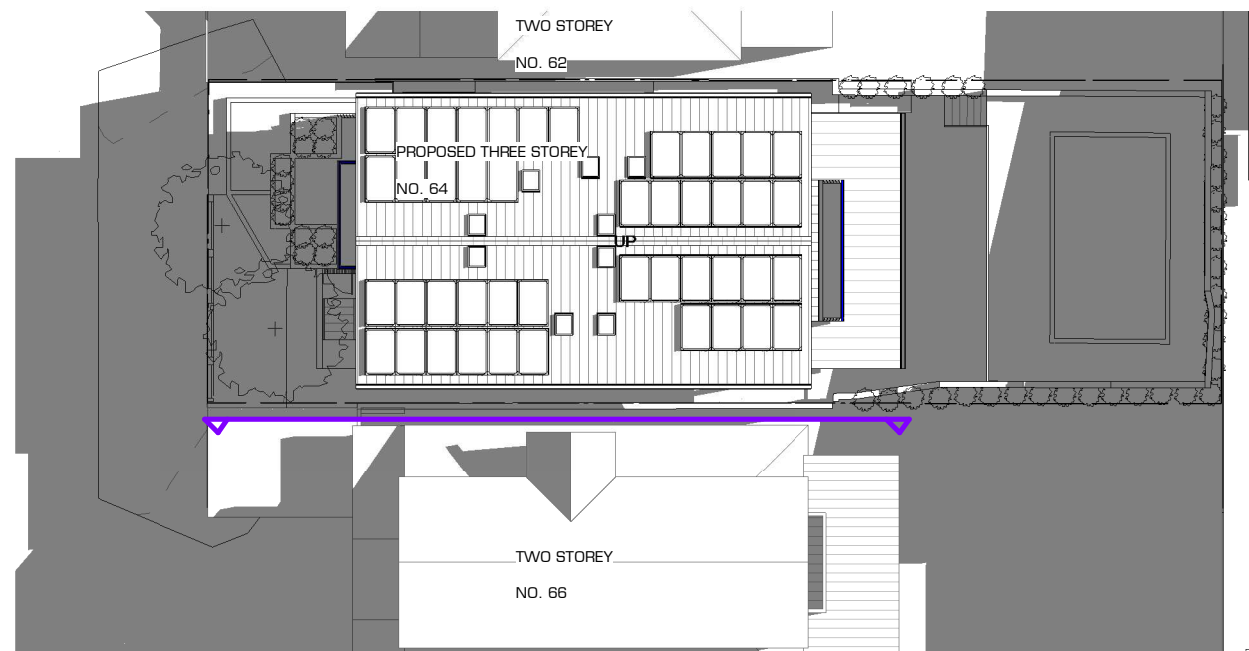 TWO STOREY
NO. 62
PROPOSED THREE STOREY
NO. 64
UP
TWO STOREY
NO. 66